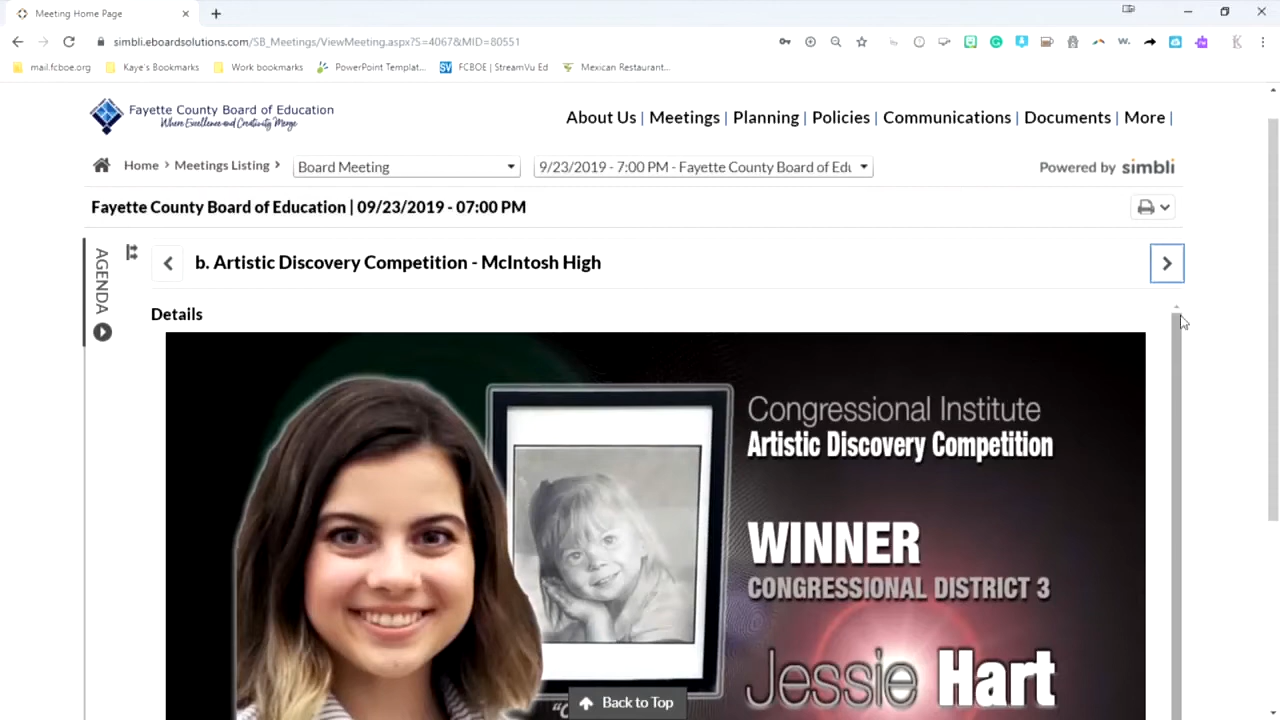 Meeting Home Page
simbli.eboardsolutions.com/SB_Meetings/ViewMeeting.aspx?S=4067&MID=80551
mail.fcboe.org Kaye's Bookmarks Work bookmarks PowerPoint Templat... FCBOE | StreamVu Ed Mexican Restaurant...
Fayette County Board of Education
Where Excellence and Creativity Merge
About Us | Meetings | Planning | Policies | Communications | Documents | More |
Home > Meetings Listing > Board Meeting 9/23/2019 - 7:00 PM - Fayette County Board of Edu
Powered by simbli
Fayette County Board of Education | 09/23/2019 - 07:00 PM
AGENDA
b. Artistic Discovery Competition - McIntosh High
Details
Congressional Institute
Artistic Discovery Competition
WINNER
CONGRESSIONAL DISTRICT 3
Jessie Hart
Back to Top